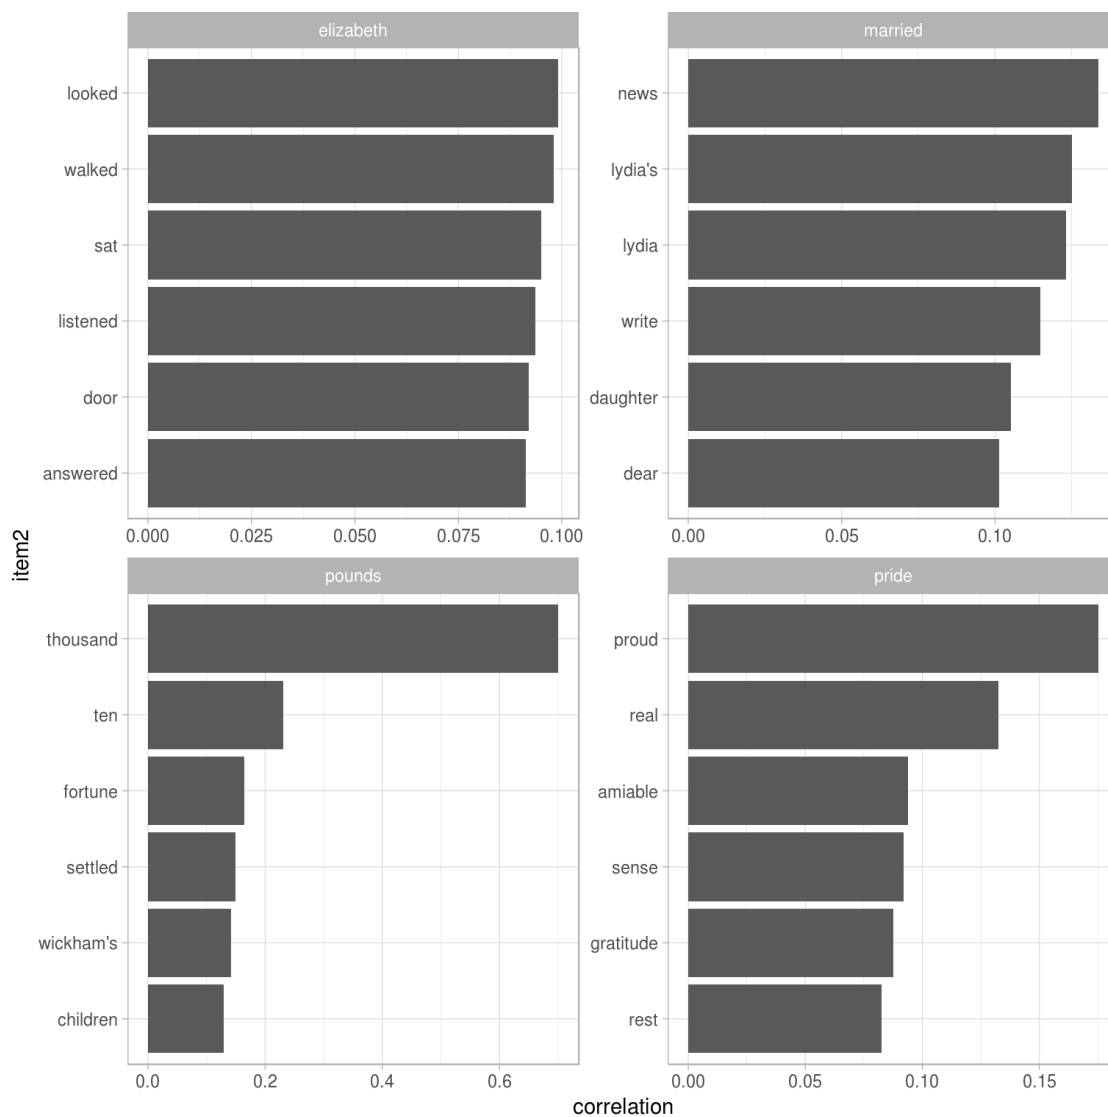 elizabeth
looked
walked
sat
listened
door
answered
0.000 0.025 0.050 0.075 0.100
married
news
lydia's
lydia
write
daughter
dear
0.00 0.05 0.10
item2
pounds
thousand
ten
fortune
settled
wickham's
children
0.0 0.2 0.4 0.6
pride
proud
real
amiable
sense
gratitude
rest
0.00 0.05 0.10 0.15
correlation